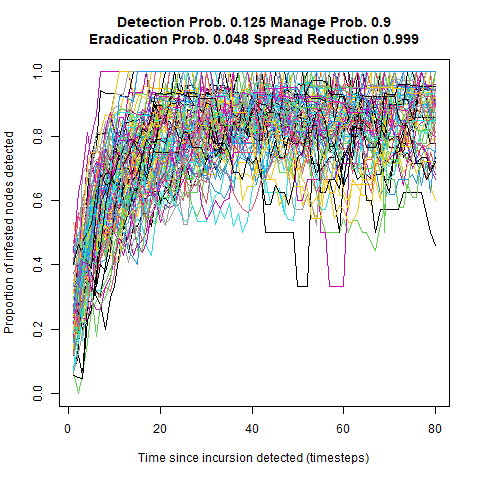 Detection Prob. 0.125 Manage Prob. 0.9
Eradication Prob. 0.048 Spread Reduction 0.999
Proportion of infested nodes detected
1.0
0.8
0.6
0.4
0.2
0.0
0 20 40 60 80
Time since incursion detected (timesteps)